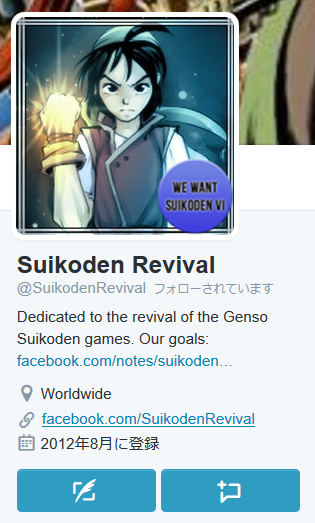 WE WANT
SUIKODEN VI
Suikoden Revival
@SuikodenRevival フォローされています
Dedicated to the revival of the Genso
Suikoden games. Our goals:
facebook.com/notes/suikoden…
Worldwide
facebook.com/SuikodenRevival
2012年8月に登録